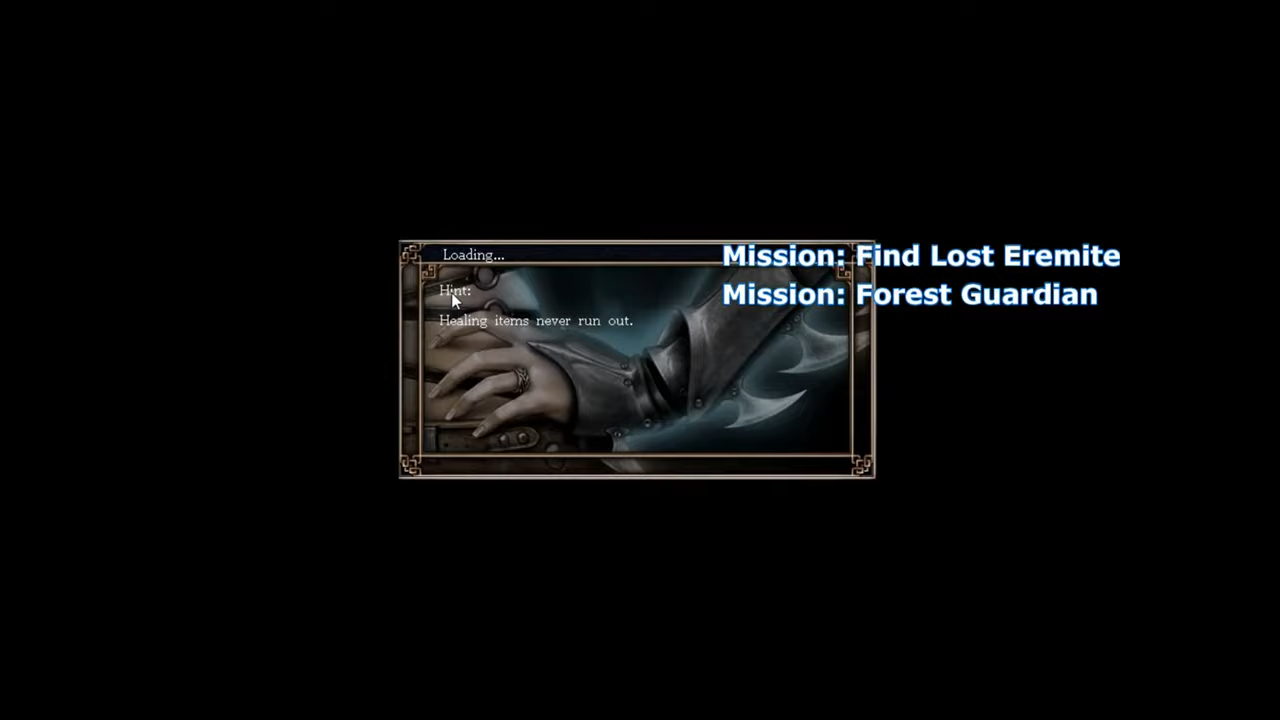 Loading...
Mission: Find Lost Eremite
Hint:
Mission: Forest Guardian
Healing items never run out.